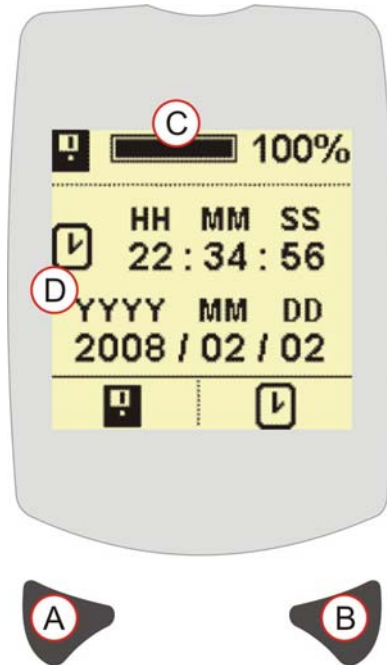 C
100%
HH MM SS
22 : 34 : 56
D
YYYY MM DD
2008 / 02 / 02
A
B